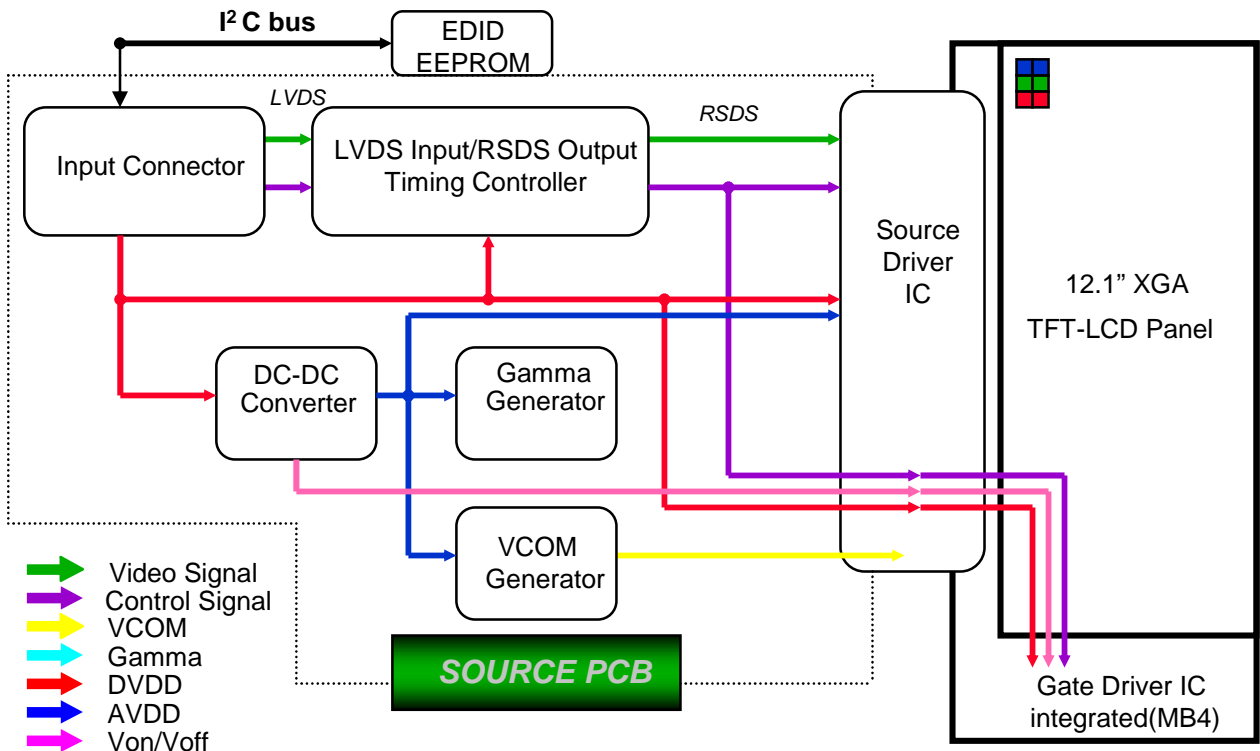 I² C bus
EDID
EEPROM
LVDS
RSDS
Input Connector
LVDS Input/RSDS Output
Timing Controller
Source
Driver
IC
12.1” XGA
TFT-LCD Panel
DC-DC
Converter
Gamma
Generator
VCOM
Generator
Video Signal
Control Signal
VCOM
Gamma
DVDD
AVDD
Von/Voff
SOURCE PCB
Gate Driver IC
integrated(MB4)